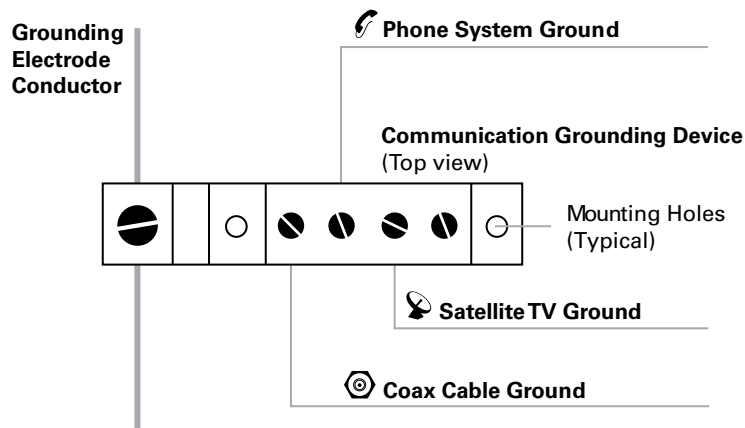 Grounding
Electrode
Conductor
Phone System Ground
Communication Grounding Device
(Top view)
Mounting Holes
(Typical)
Satellite TV Ground
Coax Cable Ground